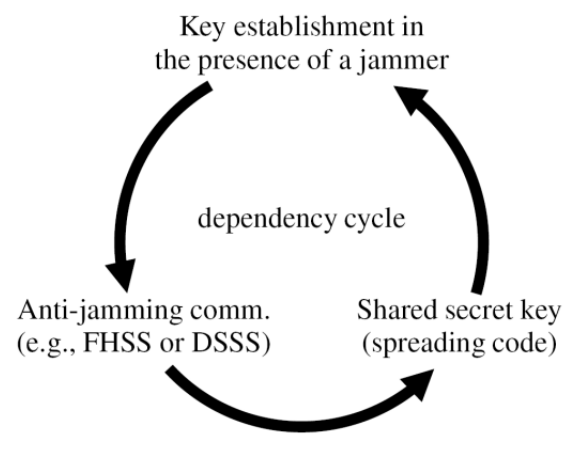 Key establishment in
the presence of a jammer
dependency cycle
Anti-jamming comm.
(e.g., FHSS or DSSS)
Shared secret key
(spreading code)